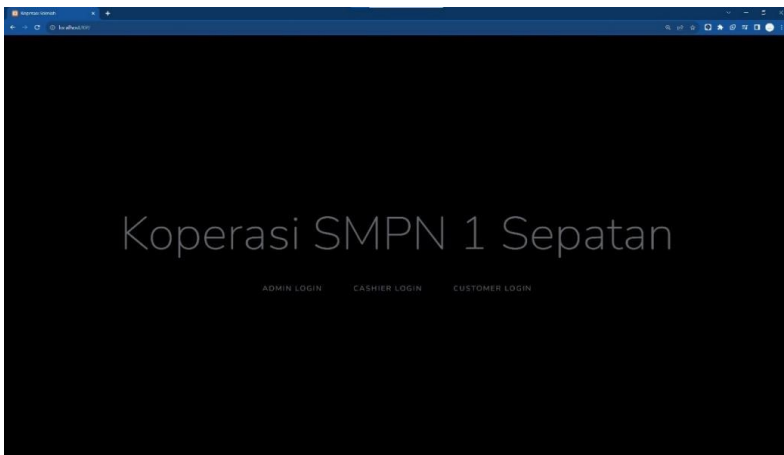 Koperasi SMPN 1 Sepatan
ADMIN LOGIN CASHIER LOGIN CUSTOMER LOGIN